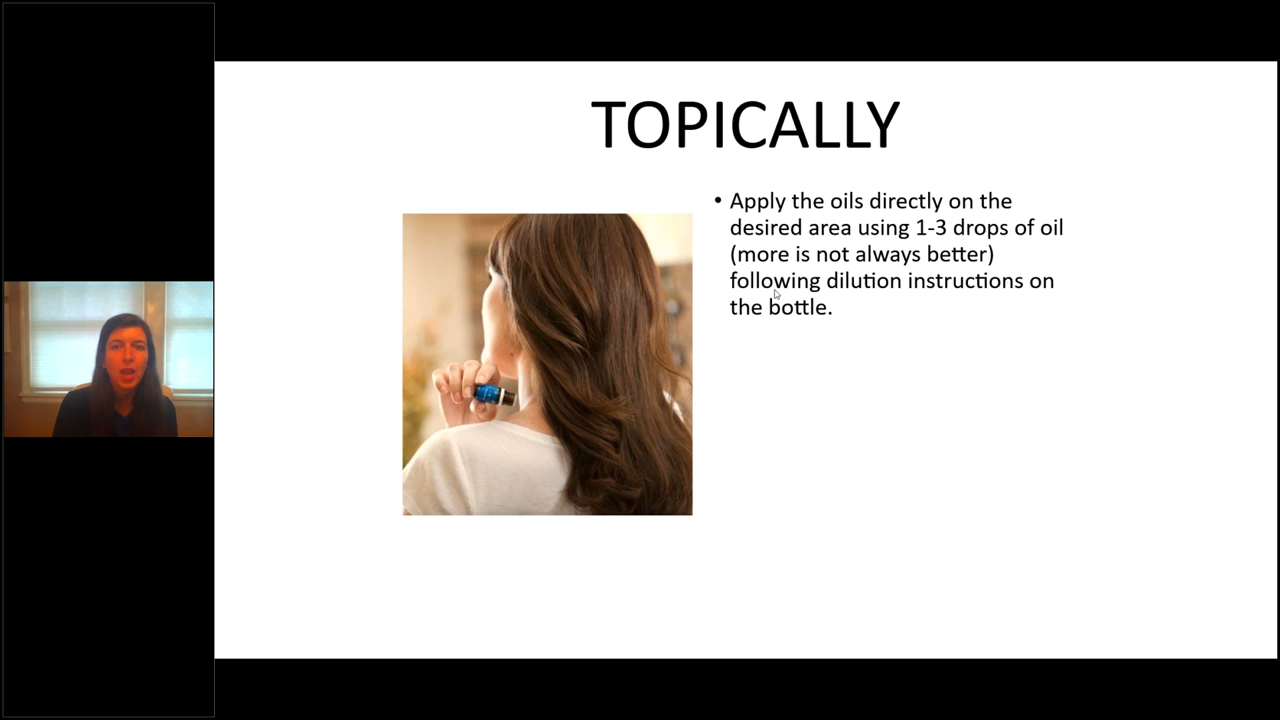 TOPICALLY
• Apply the oils directly on the
desired area using 1-3 drops of oil
(more is not always better)
following dilution instructions on
the bottle.